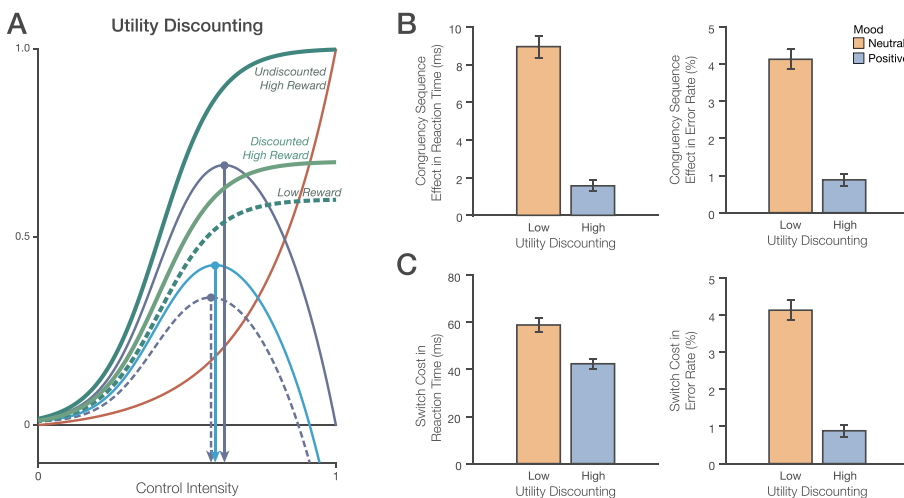 A
Utility Discounting
1.0
0.5
0
0
1
Control Intensity
Undiscounted
High Reward
Discounted
High Reward
Low Reward
B
Congruency Sequence
Effect in Reaction Time (ms)
10
8
6
4
2
0
Low
High
Utility Discounting
Congruency Sequence
Effect in Error Rate (%)
5
4
3
2
1
0
Low
High
Utility Discounting
Mood
Neutral
Positive
C
Switch Cost in
Reaction Time (ms)
80
60
40
20
0
Low
High
Utility Discounting
Switch Cost in
Error Rate (%)
5
4
3
2
1
0
Low
High
Utility Discounting